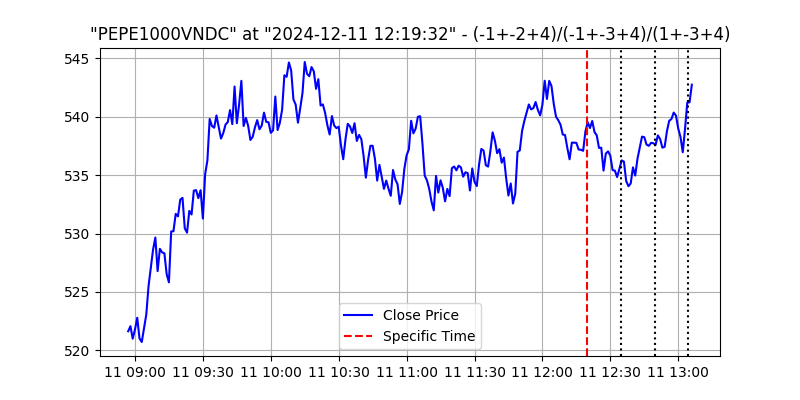 "PEPE1000VNDC" at "2024-12-11 12:19:32" - (-1+-2+4)/(-1+-3+4)/(1+-3+4)
545
540
535
530
525
520
Close Price
Specific Time
11 09:00 11 09:30 11 10:00 11 10:30 11 11:00 11 11:30 11 12:00 11 12:30 11 13:00